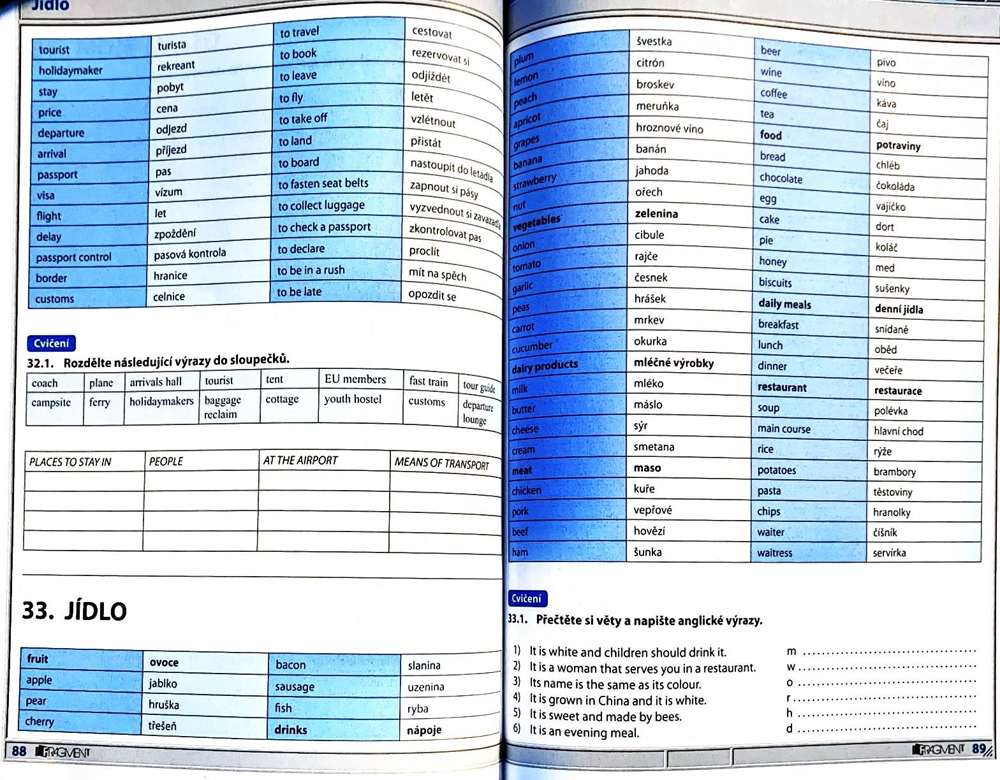 Jídlo
tourist turista to travel cestovat
holidaymaker rekreant to book rezervovat si
stay pobyt to leave odjíždět
price cena to fly letět
departure odjezd to take off vzlétnout
arrival příjezd to land přistát
passport pas to board nastoupit do letadla
visa vízum to fasten seat belts zapnout si pásy
flight let to collect luggage vyzvednout si zavazadla
delay zpoždění to check a passport zkontrolovat pas
passport control pasová kontrola to declare proclít
border hranice to be in a rush mít na spěch
customs celnice to be late opozdit se
Cvičení
32.1. Rozdělte následující výrazy do sloupečků.
coach plane arrivals hall tourist tent EU members fast train tour guide
campsite ferry holidaymakers baggage reclaim cottage youth hostel customs departure lounge
PLACES TO STAY IN PEOPLE AT THE AIRPORT MEANS OF TRANSPORT
33. JÍDLO
fruit ovoce bacon slanina
apple jablko sausage uzenina
pear hruška fish ryba
cherry třešeň drinks nápoje
88 FRAGMENT
plum švestka beer pivo
lemon citrón wine víno
peach broskev coffee káva
apricot meruňka tea čaj
grapes hroznové víno food potraviny
banana banán bread chléb
strawberry jahoda chocolate čokoláda
nut ořech egg vajíčko
vegetables zelenina cake dort
onion cibule pie koláč
tomato rajče honey med
garlic česnek biscuits sušenky
peas hrášek daily meals denní jídla
carrot mrkev breakfast snídaně
cucumber okurka lunch oběd
dairy products mléčné výrobky dinner večeře
milk mléko restaurant restaurace
butter máslo soup polévka
cheese sýr main course hlavní chod
cream smetana rice rýže
meat maso potatoes brambory
chicken kuře pasta těstoviny
pork vepřové chips hranolky
beef hovězí waiter číšník
ham šunka waitress servírka
Cvičení
33.1. Přečtěte si věty a napište anglické výrazy.
1) It is white and children should drink it. m ....................................
2) It is a woman that serves you in a restaurant. w ....................................
3) Its name is the same as its colour. o ....................................
4) It is grown in China and it is white. r ....................................
5) It is sweet and made by bees. h ....................................
6) It is an evening meal. d ....................................
FRAGMENT 89